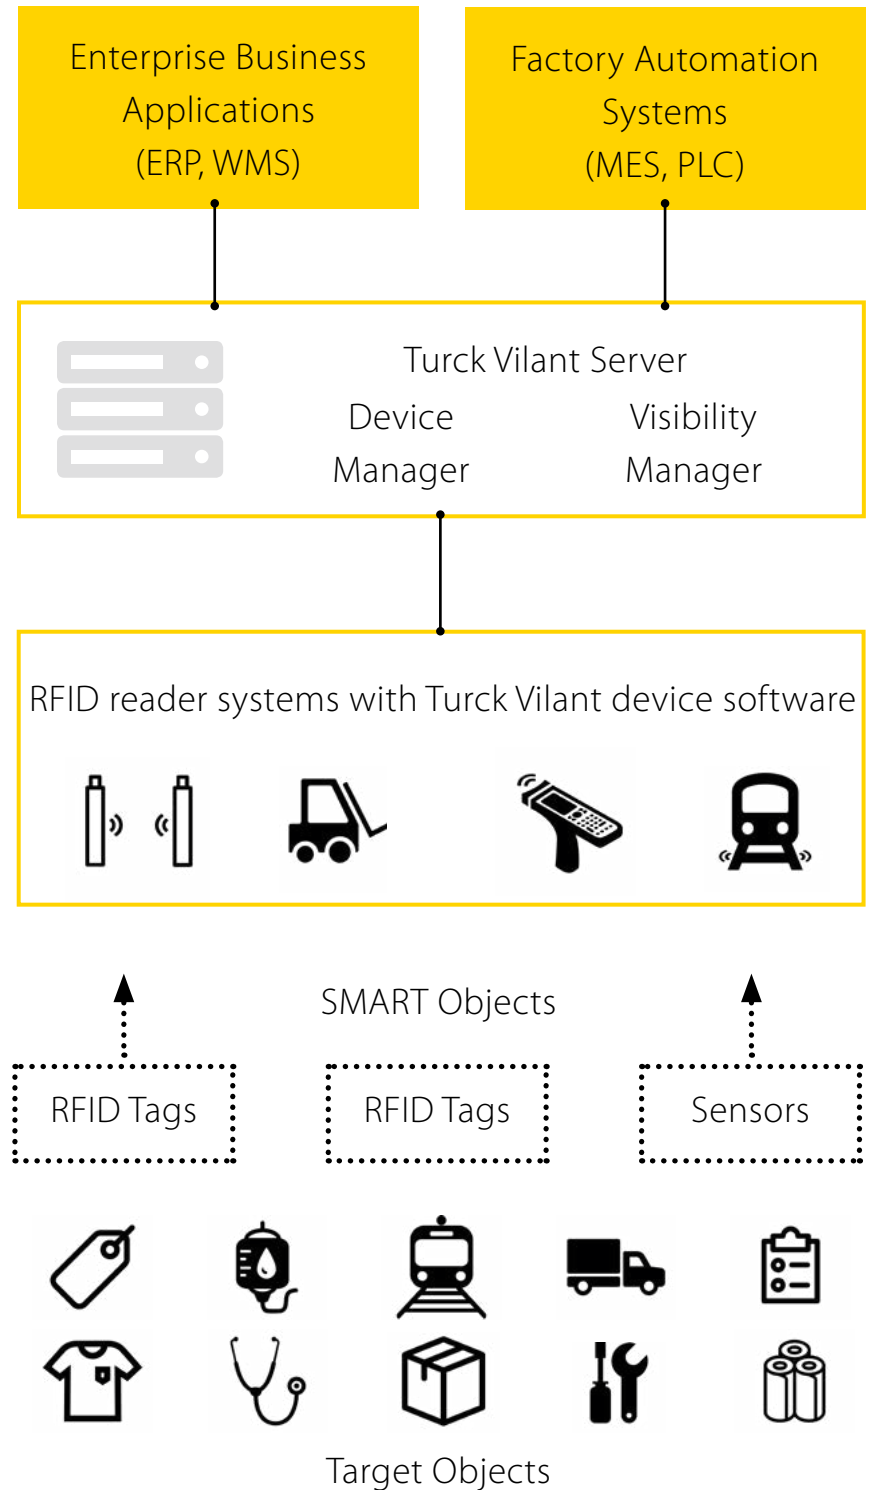 Enterprise Business
Applications
(ERP, WMS)
Factory Automation
Systems
(MES, PLC)
Turck Vilant Server
Device
Manager
Visibility
Manager
RFID reader systems with Turck Vilant device software
SMART Objects
RFID Tags
RFID Tags
Sensors
Target Objects